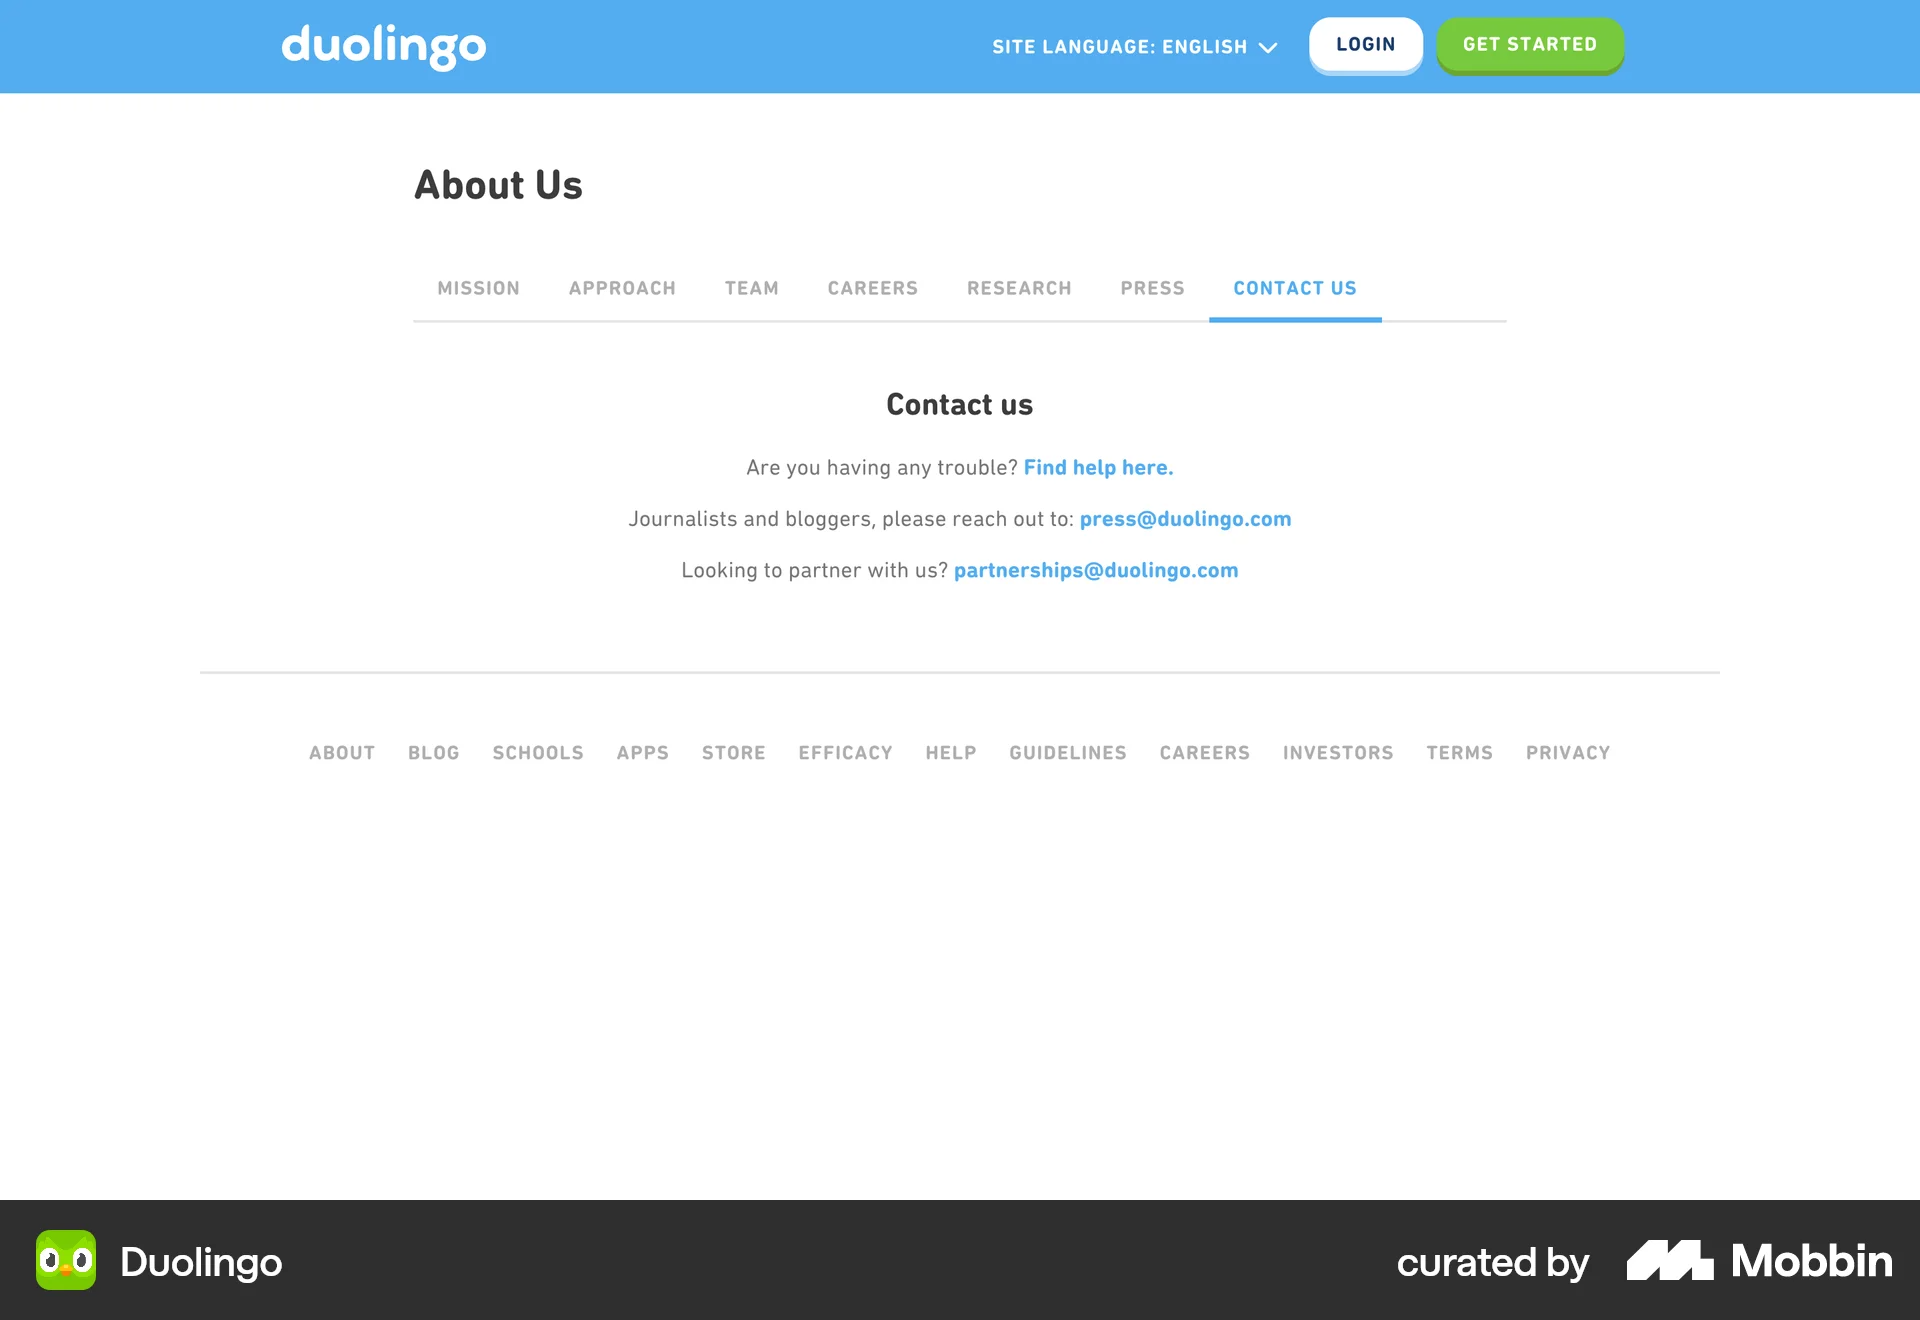 duolingo
SITE LANGUAGE: ENGLISH
LOGIN
GET STARTED
About Us
MISSION APPROACH TEAM CAREERS RESEARCH PRESS CONTACT US
Contact us
Are you having any trouble? Find help here.
Journalists and bloggers, please reach out to: press@duolingo.com
Looking to partner with us? partnerships@duolingo.com
ABOUT BLOG SCHOOLS APPS STORE EFFICACY HELP GUIDELINES CAREERS INVESTORS TERMS PRIVACY
Duolingo
curated by Mobbin